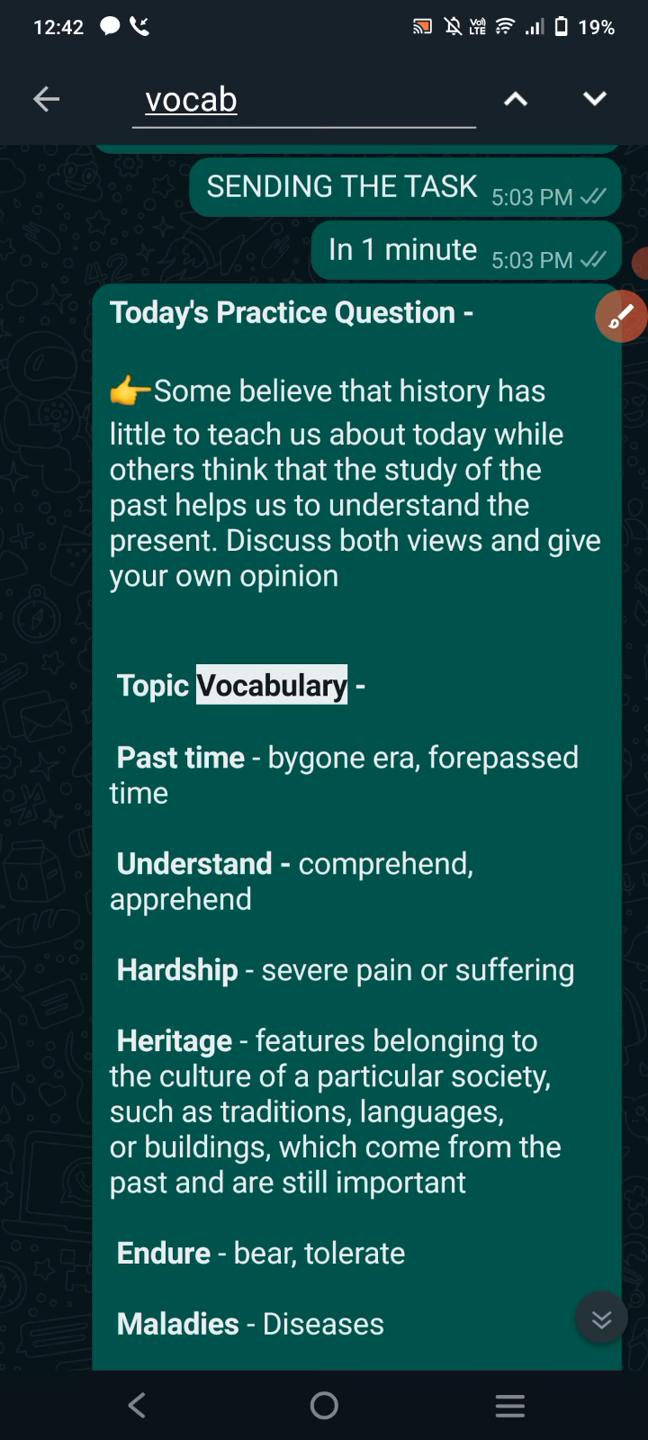 12:42 Vo) LTE 19%
vocab
SENDING THE TASK 5:03 PM
In 1 minute 5:03 PM
Today's Practice Question -
👉Some believe that history has
little to teach us about today while
others think that the study of the
past helps us to understand the
present. Discuss both views and give
your own opinion
Topic Vocabulary -
Past time - bygone era, forepassed
time
Understand - comprehend,
apprehend
Hardship - severe pain or suffering
Heritage - features belonging to
the culture of a particular society,
such as traditions, languages,
or buildings, which come from the
past and are still important
Endure - bear, tolerate
Maladies - Diseases